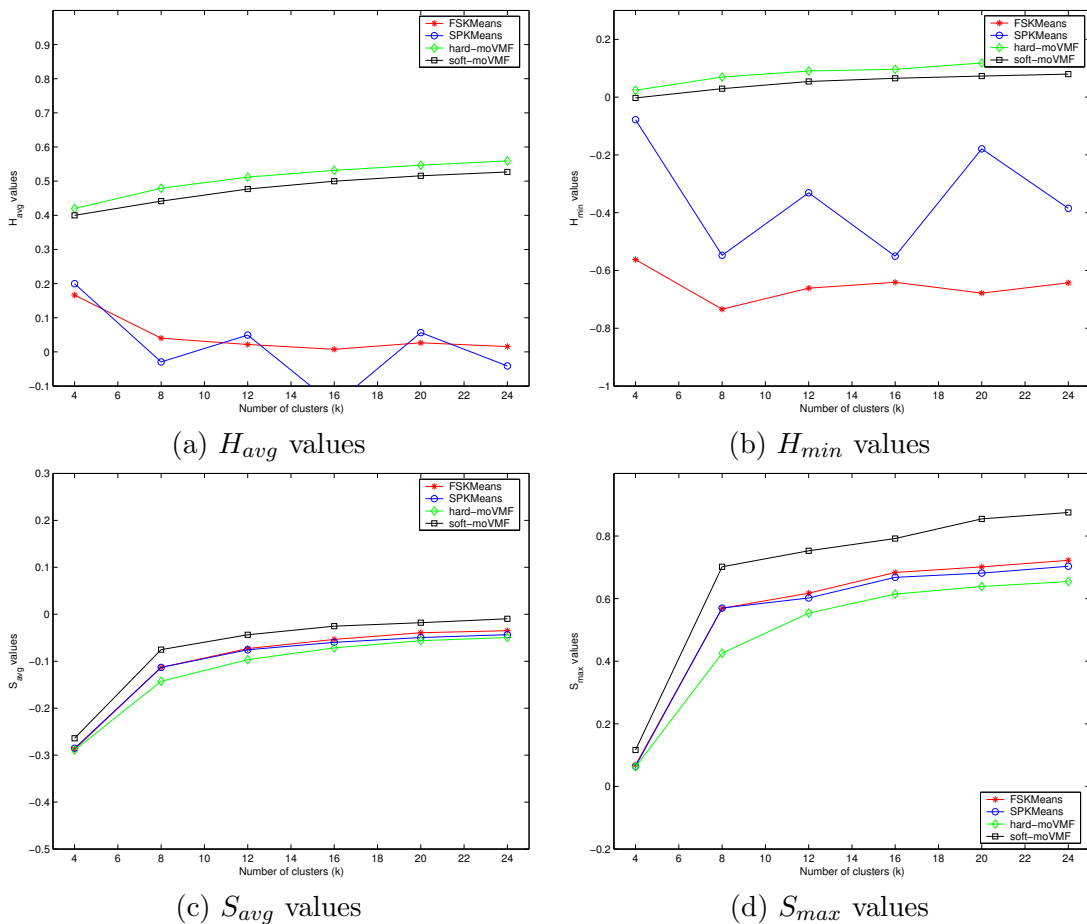 0.9
0.8
0.7
0.6
0.5
0.4
0.3
0.2
0.1
0
−0.1
4 6 8 10 12 14 16 18 20 22 24
H_avg values
Number of clusters (k)
FSKMeans
SPKMeans
hard−moVMF
soft−moVMF
(a) H_avg values
0.2
0
−0.2
−0.4
−0.6
−0.8
−1
4 6 8 10 12 14 16 18 20 22 24
H_min values
Number of clusters (k)
FSKMeans
SPKMeans
hard−moVMF
soft−moVMF
(b) H_min values
0.3
0.2
0.1
0
−0.1
−0.2
−0.3
−0.4
−0.5
4 6 8 10 12 14 16 18 20 22 24
S_avg values
Number of clusters (k)
FSKMeans
SPKMeans
hard−moVMF
soft−moVMF
(c) S_avg values
0.8
0.6
0.4
0.2
0
−0.2
4 6 8 10 12 14 16 18 20 22 24
S_max values
Number of clusters (k)
FSKMeans
SPKMeans
hard−moVMF
soft−moVMF
(d) S_max values